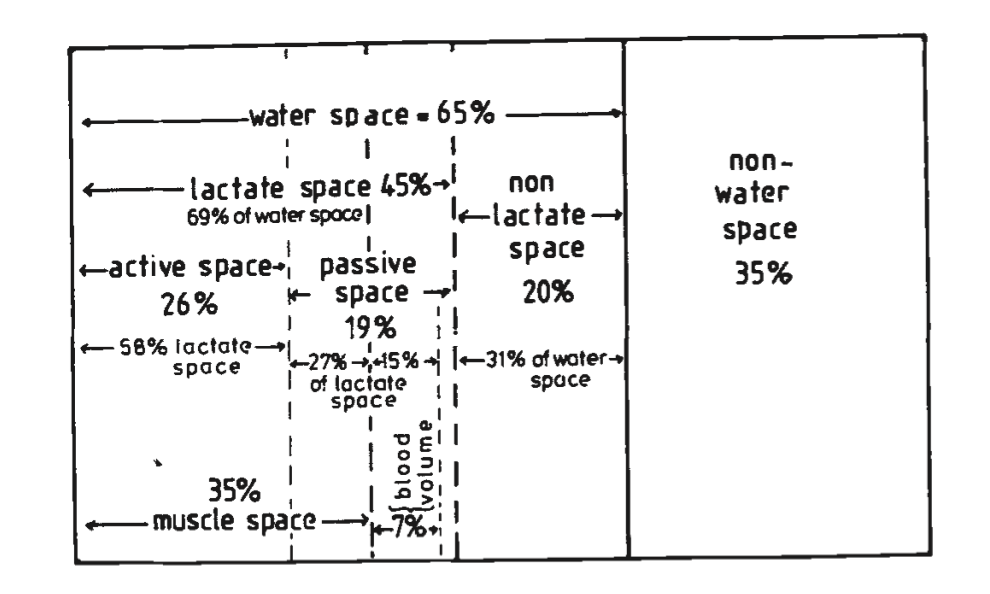 water space = 65%
lactate space 45%
69% of water space
non
lactate
space
20%
non-
water
space
35%
active space
26%
passive
space
19%
58% lactate
space
27%
15%
of lactate
space
31% of water
space
35%
muscle space
blood
volume
7%